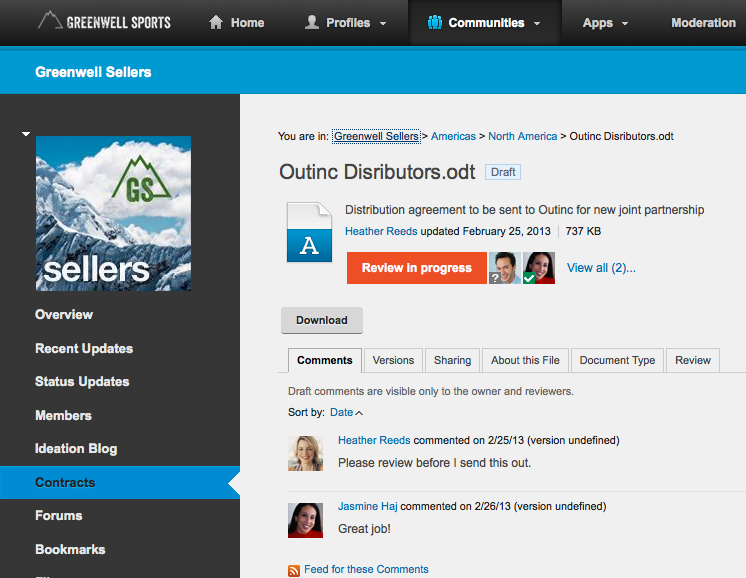 GREENWELL SPORTS Home Profiles Communities Apps Moderation
Greenwell Sellers
GS
sellers
Overview
Recent Updates
Status Updates
Members
Ideation Blog
Contracts
Forums
Bookmarks
You are in: Greenwell Sellers > Americas > North America > Outinc Disributors.odt
Outinc Disributors.odt Draft
A
Distribution agreement to be sent to Outinc for new joint partnership
Heather Reeds updated February 25, 2013 737 KB
Review in progress ? View all (2)...
Download
Comments Versions Sharing About this File Document Type Review
Draft comments are visible only to the owner and reviewers.
Sort by: Date
Heather Reeds commented on 2/25/13 (version undefined)
Please review before I send this out.
Jasmine Haj commented on 2/26/13 (version undefined)
Great job!
Feed for these Comments